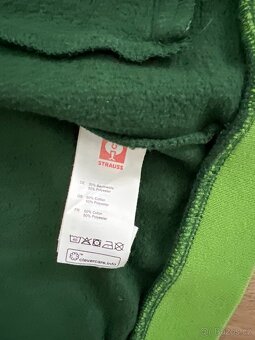 STRAUSS
DE 50% Baumwolle
50% Polyester
GB 50% Cotton
50% Polyester
FR 50% Coton
50% Polyester
clevercare.info